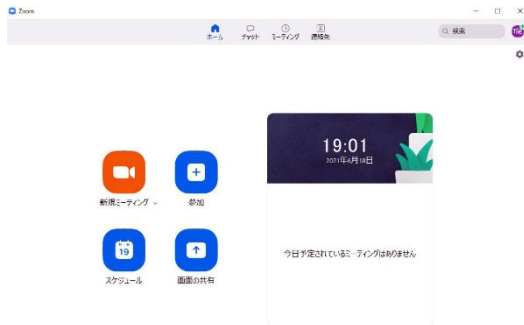 Zoom
ホーム
チャット
ミーティング
連絡先
検索
19:01
2021年6月18日
新規ミーティング
参加
19
スケジュール
画面の共有
今日予定されているミーティングはありません